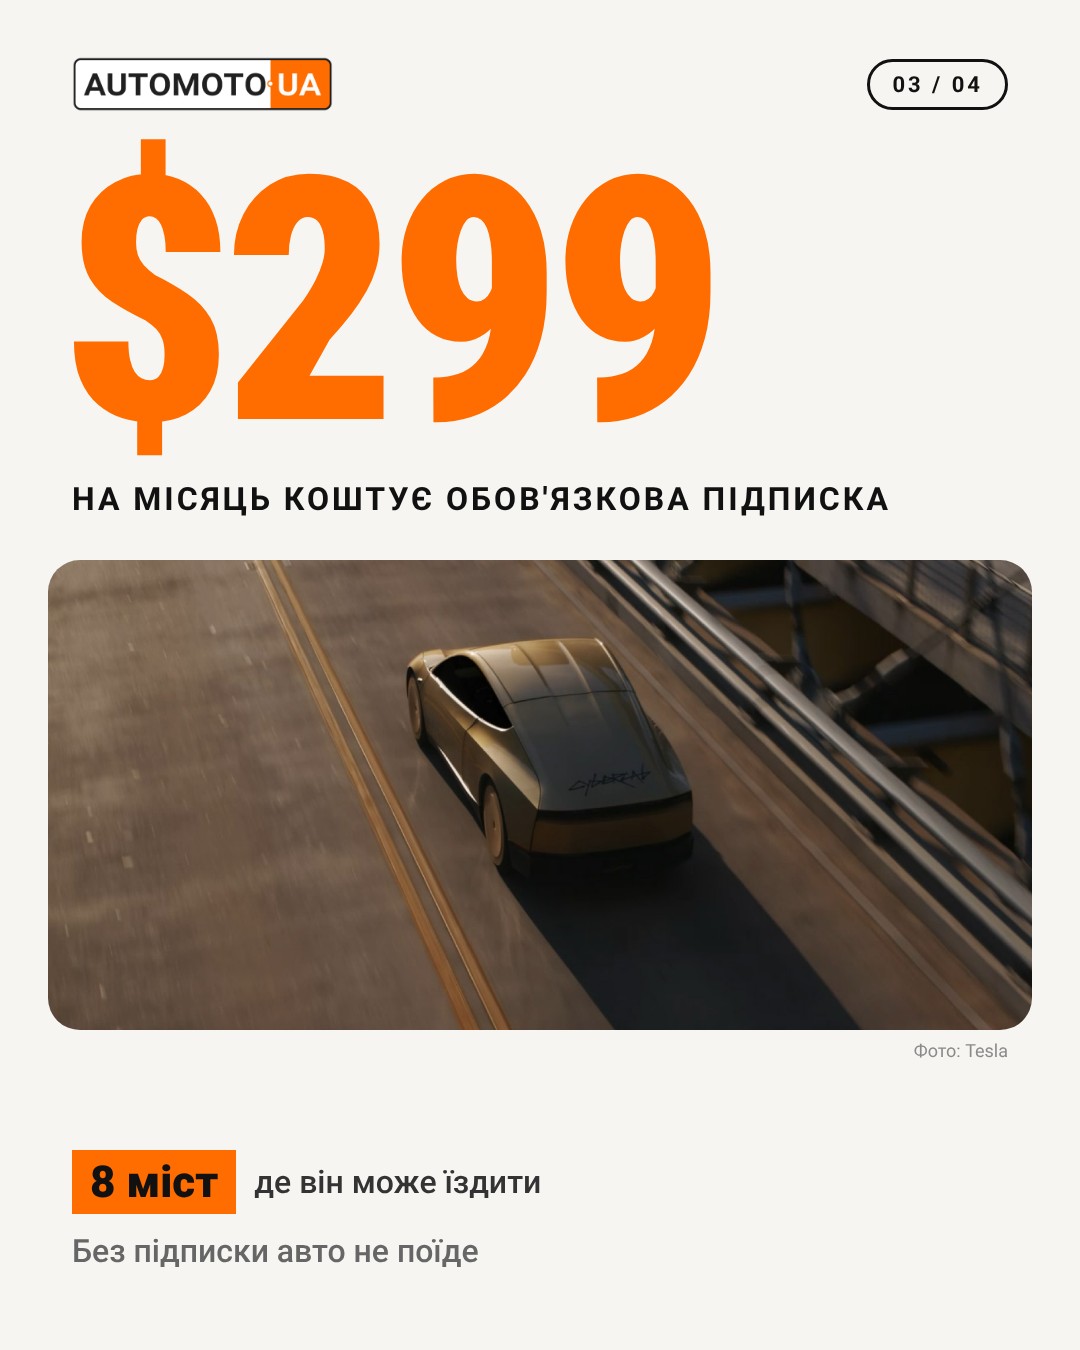 AUTOMOTO UA
03 / 04
$299
НА МІСЯЦЬ КОШТУЄ ОБОВ'ЯЗКОВА ПІДПИСКА
cybercab
Фото: Tesla
8 міст де він може їздити
Без підписки авто не поїде